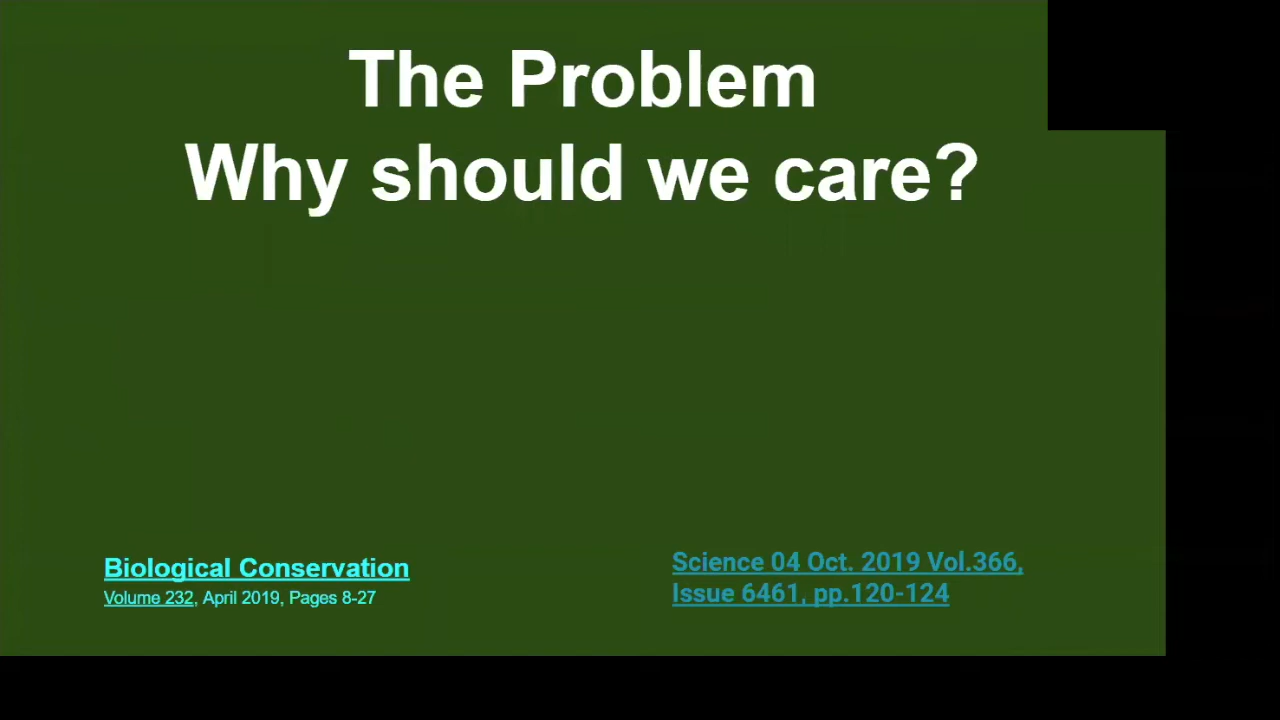 The Problem
Why should we care?
Biological Conservation
Volume 232, April 2019, Pages 8-27
Science 04 Oct. 2019 Vol.366,
Issue 6461, pp.120-124